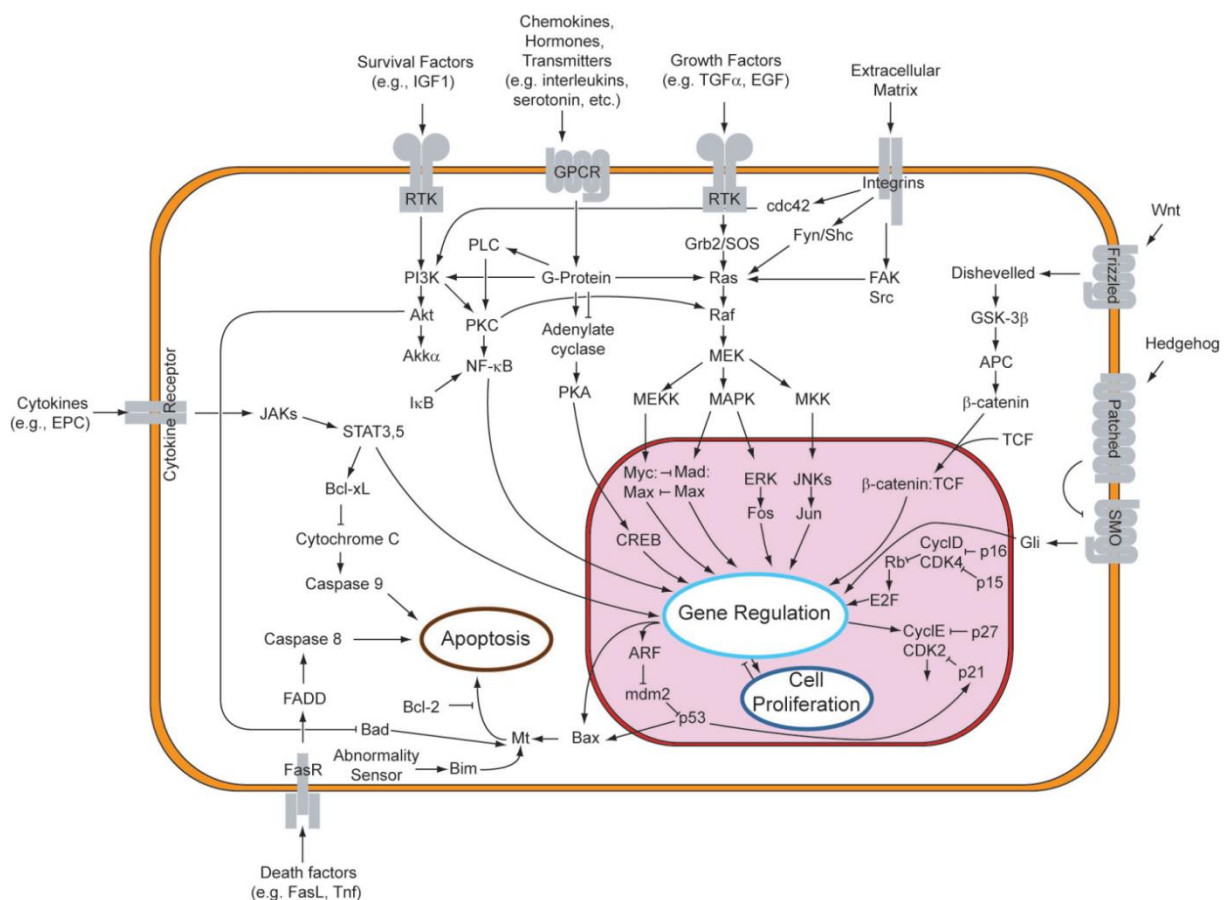 Chemokines,
Hormones,
Transmitters
(e.g. interleukins,
serotonin, etc.)
Survival Factors
(e.g., IGF1)
Growth Factors
(e.g. TGFα, EGF)
Extracellular
Matrix
RTK
GPCR
RTK
Integrins
cdc42
Fyn/Shc
Grb2/SOS
PLC
PI3K
G-Protein
Ras
FAK
Src
Akt
PKC
Raf
Adenylate
cyclase
Akkα
NF-κB
MEK
IκB
PKA
MEKK
MAPK
MKK
Wnt
Frizzled
Dishevelled
GSK-3β
APC
β-catenin
TCF
Hedgehog
Patched
SMO
Gli
Cytokines
(e.g., EPC)
Cytokine Receptor
JAKs
STAT3,5
Bcl-xL
Cytochrome C
Caspase 9
Caspase 8
Apoptosis
FADD
Bcl-2
Bad
Mt
Bax
Abnormality
Sensor
Bim
FasR
Death factors
(e.g. FasL, Tnf)
Myc:
Max
Mad:
Max
ERK
Fos
JNKs
Jun
β-catenin:TCF
CREB
CyclD
CDK4
p16
p15
Rb
E2F
Gene Regulation
CyclE
CDK2
p27
p21
ARF
mdm2
p53
Cell
Proliferation